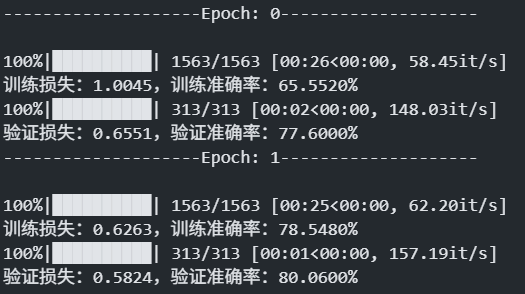 --------------------Epoch: 0--------------------
100%|██████████| 1563/1563 [00:26<00:00, 58.45it/s]
训练损失: 1.0045，训练准确率: 65.5520%
100%|██████████| 313/313 [00:02<00:00, 148.03it/s]
验证损失: 0.6551，验证准确率: 77.6000%
--------------------Epoch: 1--------------------
100%|██████████| 1563/1563 [00:25<00:00, 62.20it/s]
训练损失: 0.6263，训练准确率: 78.5480%
100%|██████████| 313/313 [00:01<00:00, 157.19it/s]
验证损失: 0.5824，验证准确率: 80.0600%